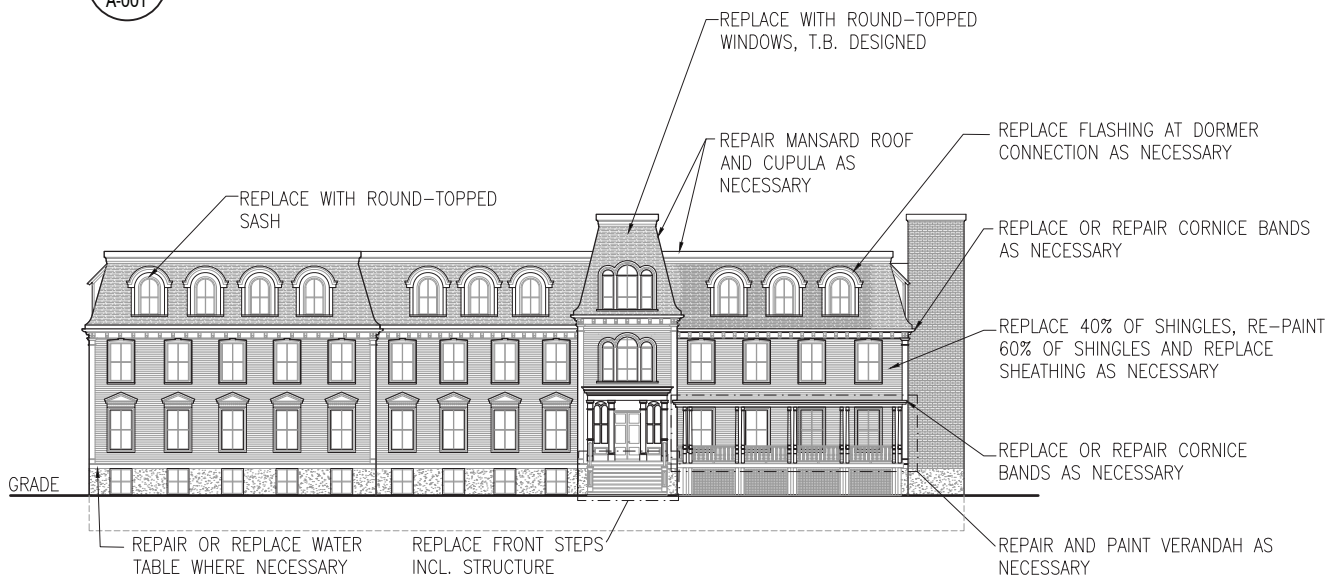 A-001
REPLACE WITH ROUND-TOPPED
WINDOWS, T.B. DESIGNED
REPAIR MANSARD ROOF
AND CUPULA AS
NECESSARY
REPLACE FLASHING AT DORMER
CONNECTION AS NECESSARY
REPLACE WITH ROUND-TOPPED
SASH
REPLACE OR REPAIR CORNICE BANDS
AS NECESSARY
REPLACE 40% OF SHINGLES, RE-PAINT
60% OF SHINGLES AND REPLACE
SHEATHING AS NECESSARY
REPLACE OR REPAIR CORNICE
BANDS AS NECESSARY
GRADE
REPAIR OR REPLACE WATER
TABLE WHERE NECESSARY
REPLACE FRONT STEPS
INCL. STRUCTURE
REPAIR AND PAINT VERANDAH AS
NECESSARY